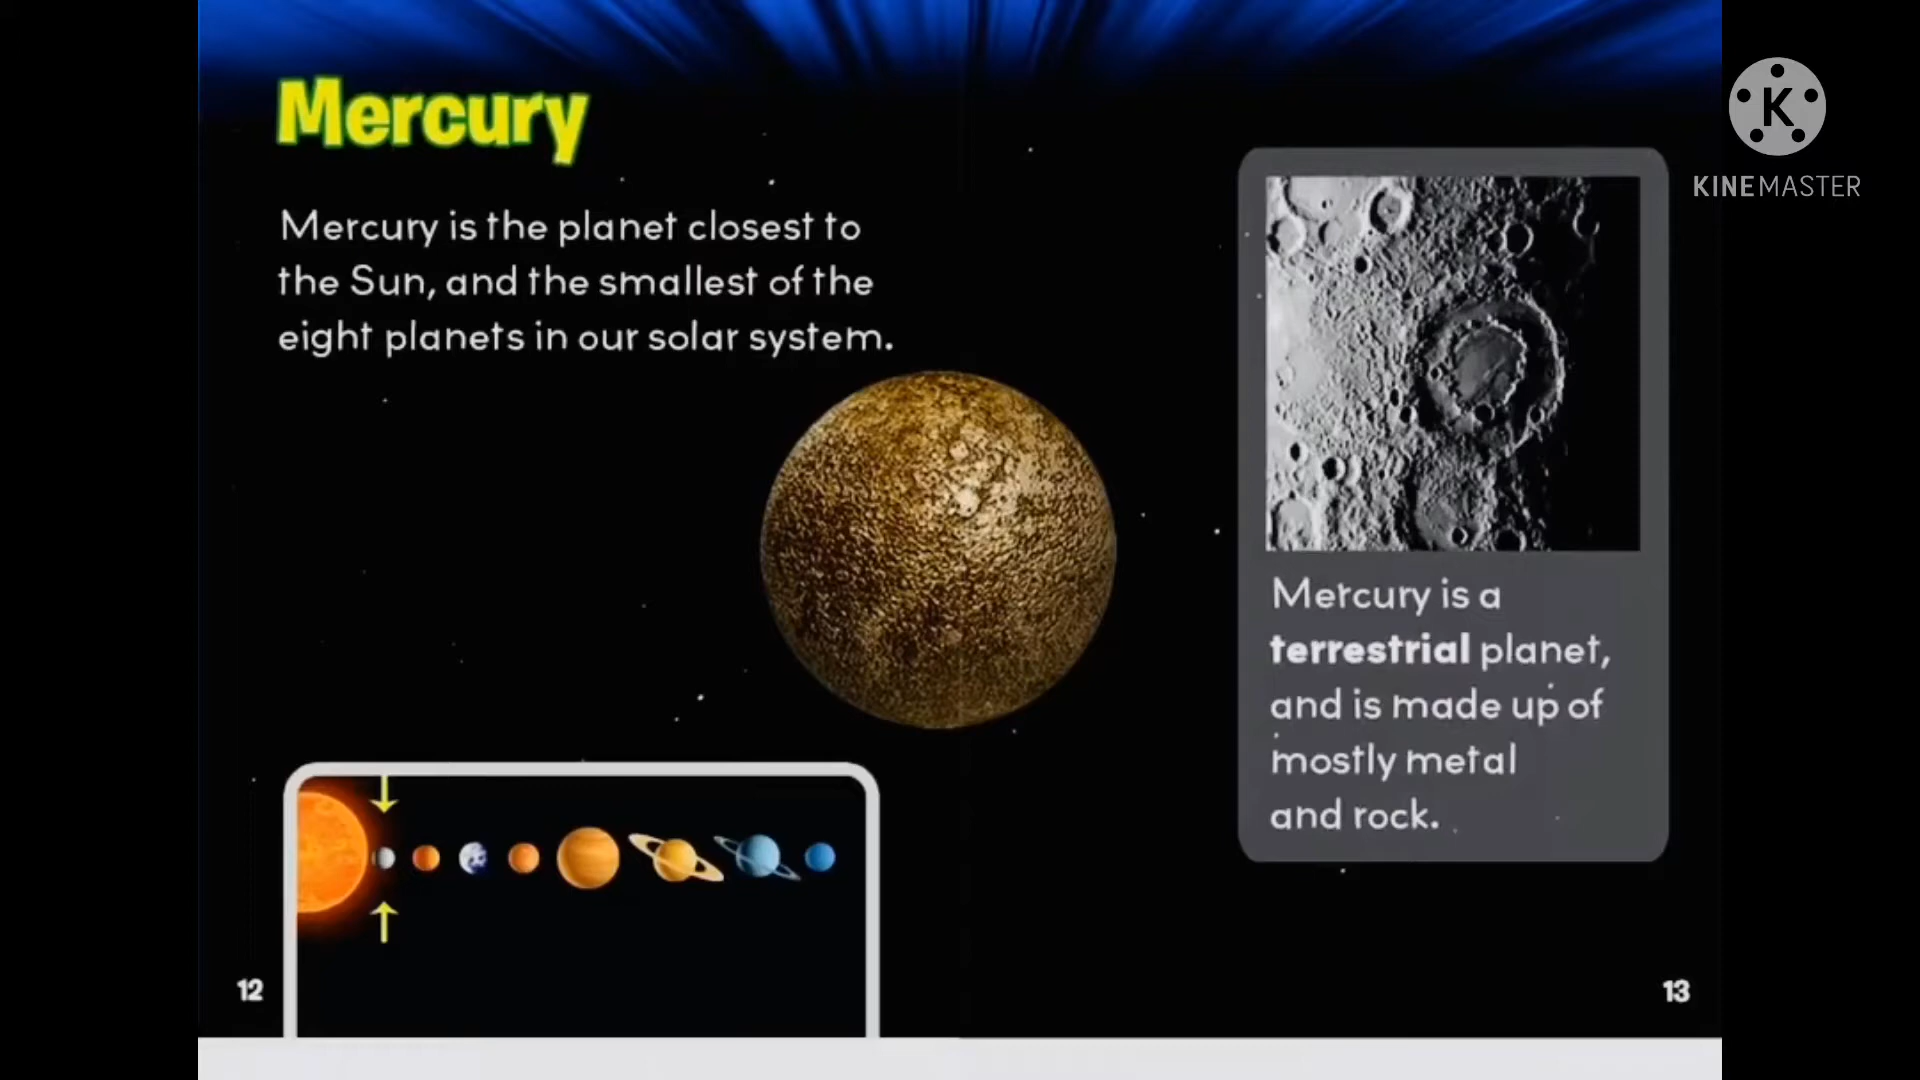 Mercury
Mercury is the planet closest to
the Sun, and the smallest of the
eight planets in our solar system.
Mercury is a
terrestrial planet,
and is made up of
mostly metal
and rock.
12
13
K
KINEMASTER